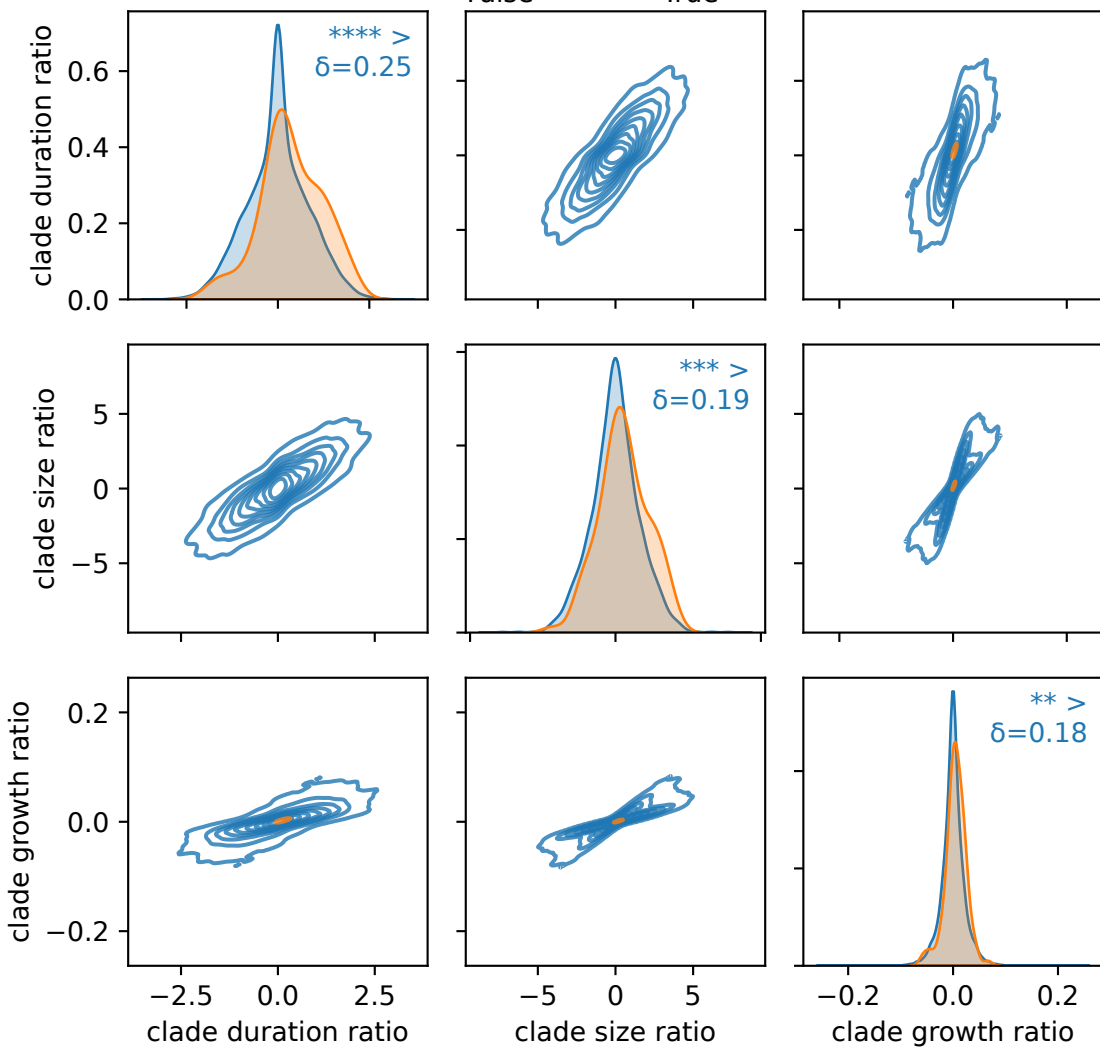 clade duration ratio
0.6
0.4
0.2
0.0
**** >
δ=0.25
clade size ratio
5
0
−5
*** >
δ=0.19
clade growth ratio
0.2
0.0
−0.2
** >
δ=0.18
−2.5 0.0 2.5
−5 0 5
−0.2 0.0 0.2
clade duration ratio
clade size ratio
clade growth ratio